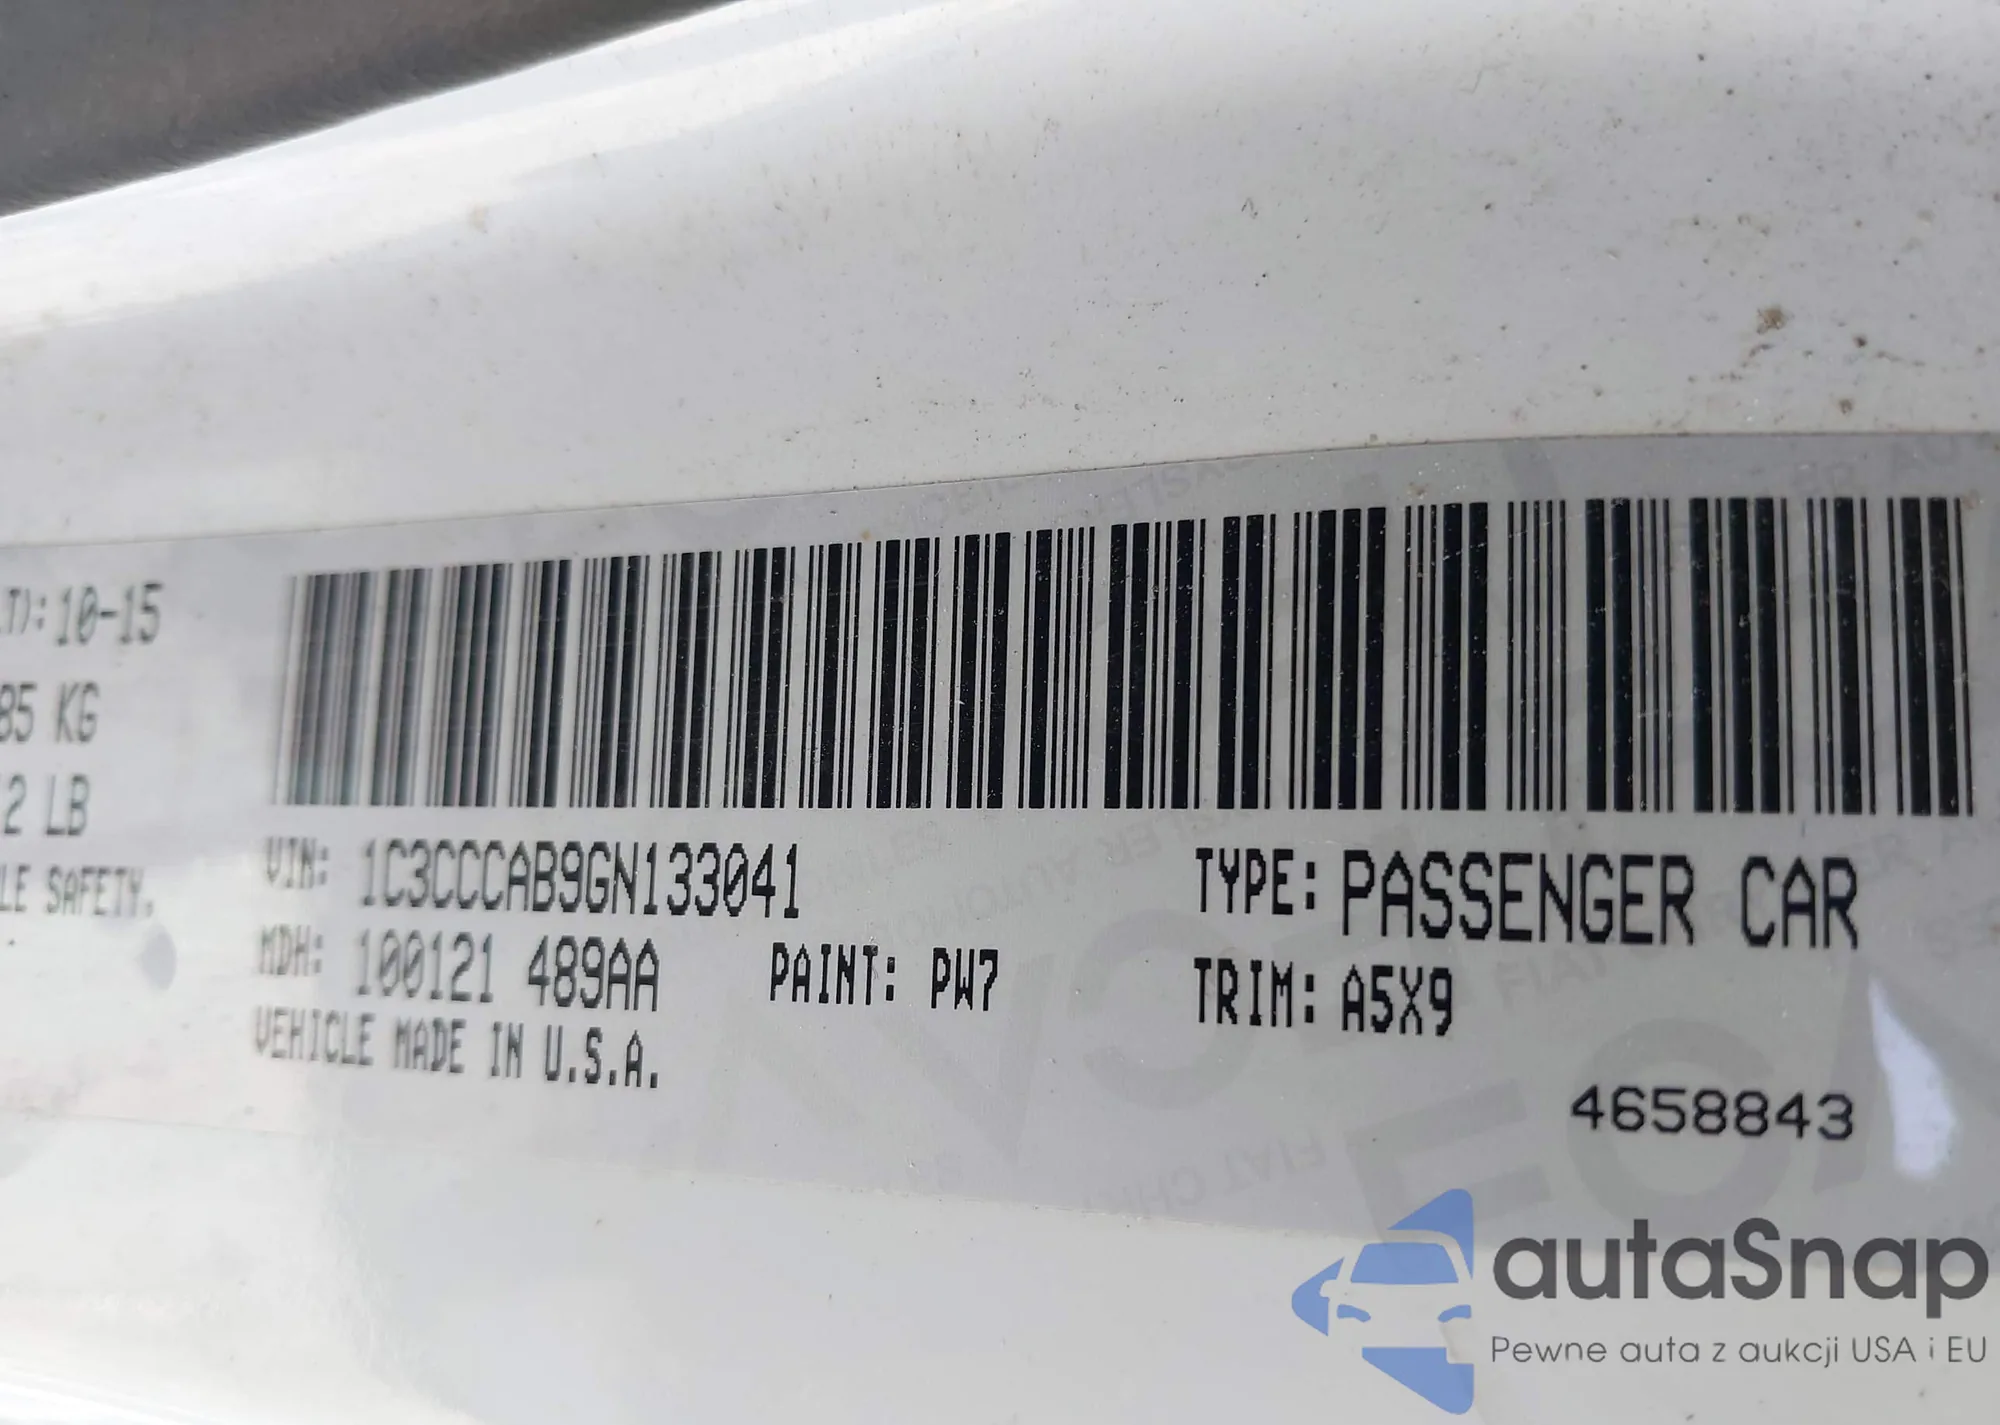 LT): 10-15
85 KG
2 LB
LE SAFETY.
VIN: 1C3CCCAB9GN133041
MDH: 100121 489AA PAINT: PW7
VEHICLE MADE IN U.S.A.
TYPE: PASSENGER CAR
TRIM: A5X9
4658843
autaSnap
Pewne auta z aukcji USA i EU